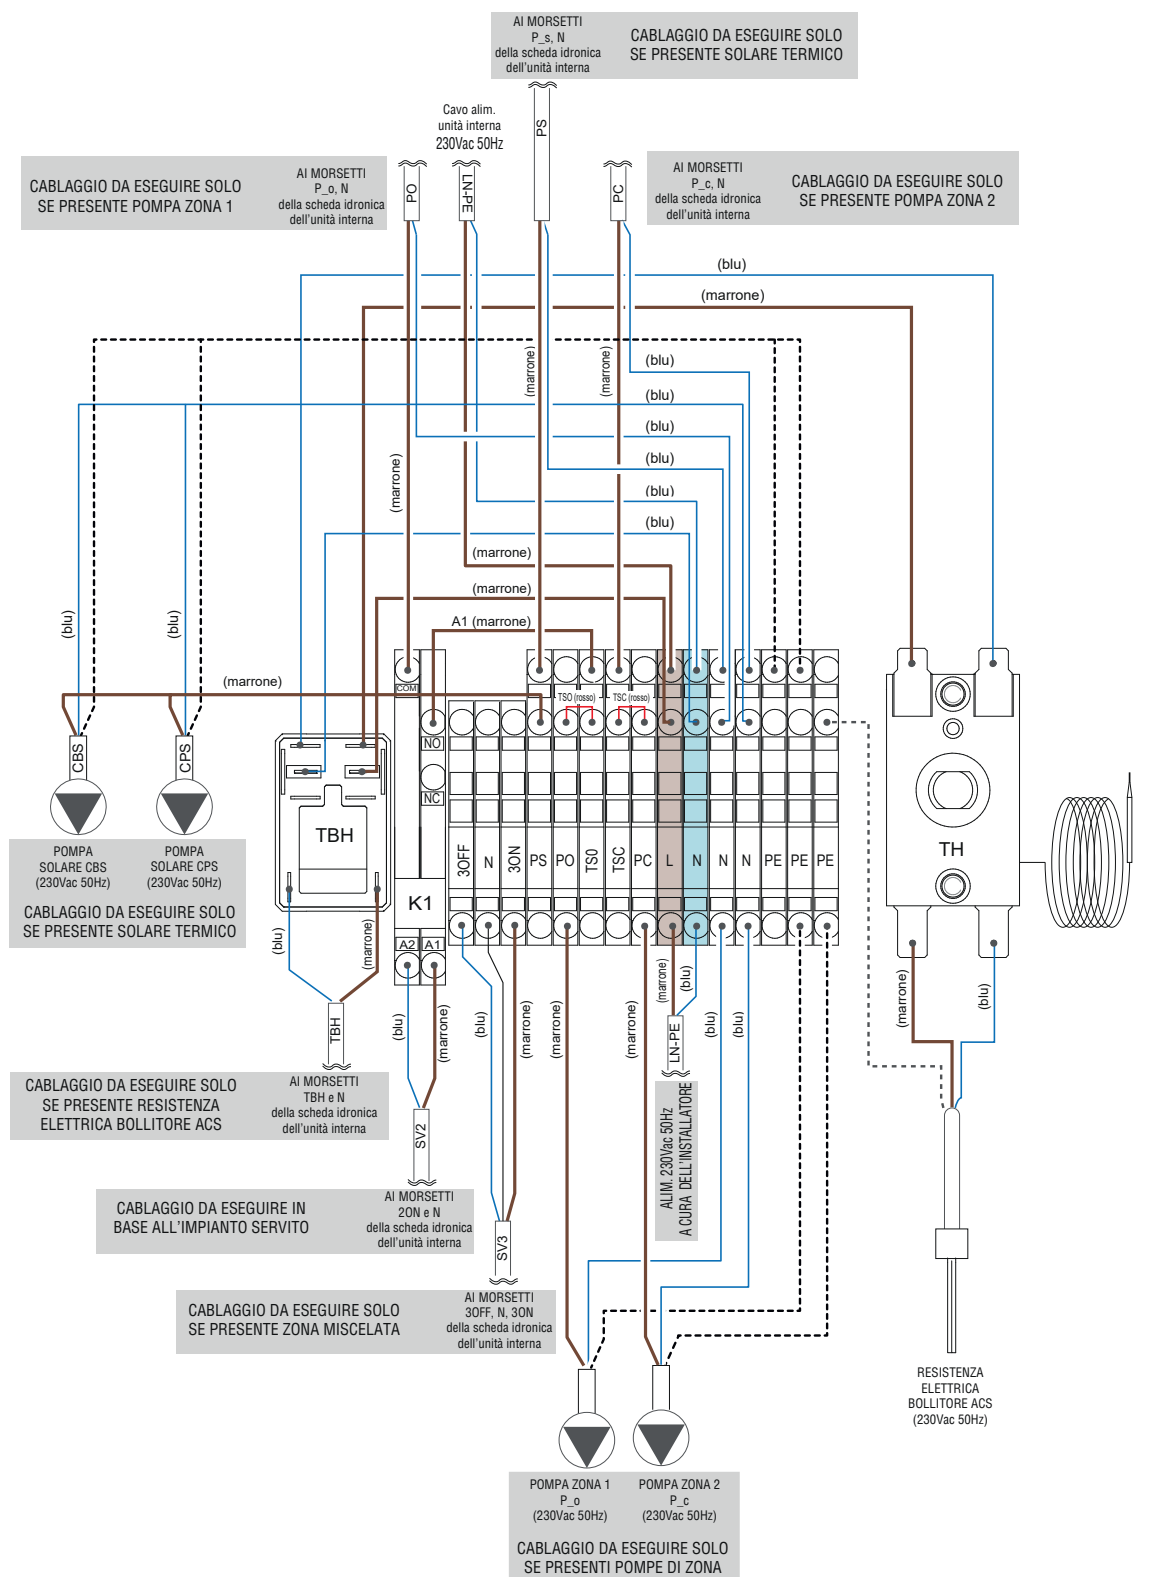 AI MORSETTI
P_s, N
della scheda idronica
dell'unità interna
CABLAGGIO DA ESEGUIRE SOLO
SE PRESENTE SOLARE TERMICO
Cavo alim.
unità interna
230Vac 50Hz
PS
CABLAGGIO DA ESEGUIRE SOLO
SE PRESENTE POMPA ZONA 1
AI MORSETTI
P_o, N
della scheda idronica
dell'unità interna
PO
LN-PE
PC
AI MORSETTI
P_c, N
della scheda idronica
dell'unità interna
CABLAGGIO DA ESEGUIRE SOLO
SE PRESENTE POMPA ZONA 2
(blu)
(marrone)
(marrone)
(marrone)
(blu)
(blu)
(blu)
(blu)
(marrone)
(blu)
(blu)
(marrone)
(marrone)
A1 (marrone)
(blu)
(blu)
(marrone)
COM
TSO (rosso)
TSC (rosso)
NO
NC
CBS
CPS
TBH
TH
POMPA
SOLARE CBS
(230Vac 50Hz)
POMPA
SOLARE CPS
(230Vac 50Hz)
CABLAGGIO DA ESEGUIRE SOLO
SE PRESENTE SOLARE TERMICO
3OFF
N
3ON
PS
PO
TS0
TSC
PC
L
N
N
N
PE
PE
PE
K1
A2
A1
(blu)
(marrone)
TBH
(blu)
(marrone)
(blu)
(marrone)
(marrone)
(marrone)
(marrone)
(blu)
LN-PE
(blu)
(blu)
(marrone)
(blu)
CABLAGGIO DA ESEGUIRE SOLO
SE PRESENTE RESISTENZA
ELETTRICA BOLLITORE ACS
AI MORSETTI
TBH e N
della scheda idronica
dell'unità interna
SV2
ALIM. 230Vac 50Hz
A CURA DELL'INSTALLATORE
CABLAGGIO DA ESEGUIRE IN
BASE ALL'IMPIANTO SERVITO
AI MORSETTI
2ON e N
della scheda idronica
dell'unità interna
SV3
CABLAGGIO DA ESEGUIRE SOLO
SE PRESENTE ZONA MISCELATA
AI MORSETTI
3OFF, N, 3ON
della scheda idronica
dell'unità interna
RESISTENZA
ELETTRICA
BOLLITORE ACS
(230Vac 50Hz)
POMPA ZONA 1
P_o
(230Vac 50Hz)
POMPA ZONA 2
P_c
(230Vac 50Hz)
CABLAGGIO DA ESEGUIRE SOLO
SE PRESENTI POMPE DI ZONA